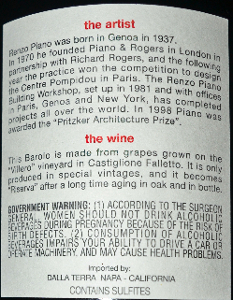 the artist
Renzo Piano was born in Genoa in 1937.
In 1970 he founded Piano & Rogers in London in
partnership with Richard Rogers, and the following
year the practice won the competition to design
the Centre Pompidou in Paris. The Renzo Piano
Building Workshop, set up in 1981 and with offices
in Paris, Genoa and New York, has completed
projects all over the world. In 1998 Piano was
awarded the "Pritzker Architecture Prize".
the wine
This Barolo is made from grapes grown on the
"Villero" vineyard in Castiglione Falletto. It is only
produced in special vintages, and it becomes
"Riserva" after a long time aging in oak and in bottle.
GOVERNMENT WARNING: (1) ACCORDING TO THE SURGEON
GENERAL, WOMEN SHOULD NOT DRINK ALCOHOLIC
BEVERAGES DURING PREGNANCY BECAUSE OF THE RISK OF
BIRTH DEFECTS. (2) CONSUMPTION OF ALCOHOLIC
BEVERAGES IMPAIRS YOUR ABILITY TO DRIVE A CAR OR
OPERATE MACHINERY, AND MAY CAUSE HEALTH PROBLEMS.
Imported by:
DALLA TERRA NAPA - CALIFORNIA
CONTAINS SULFITES